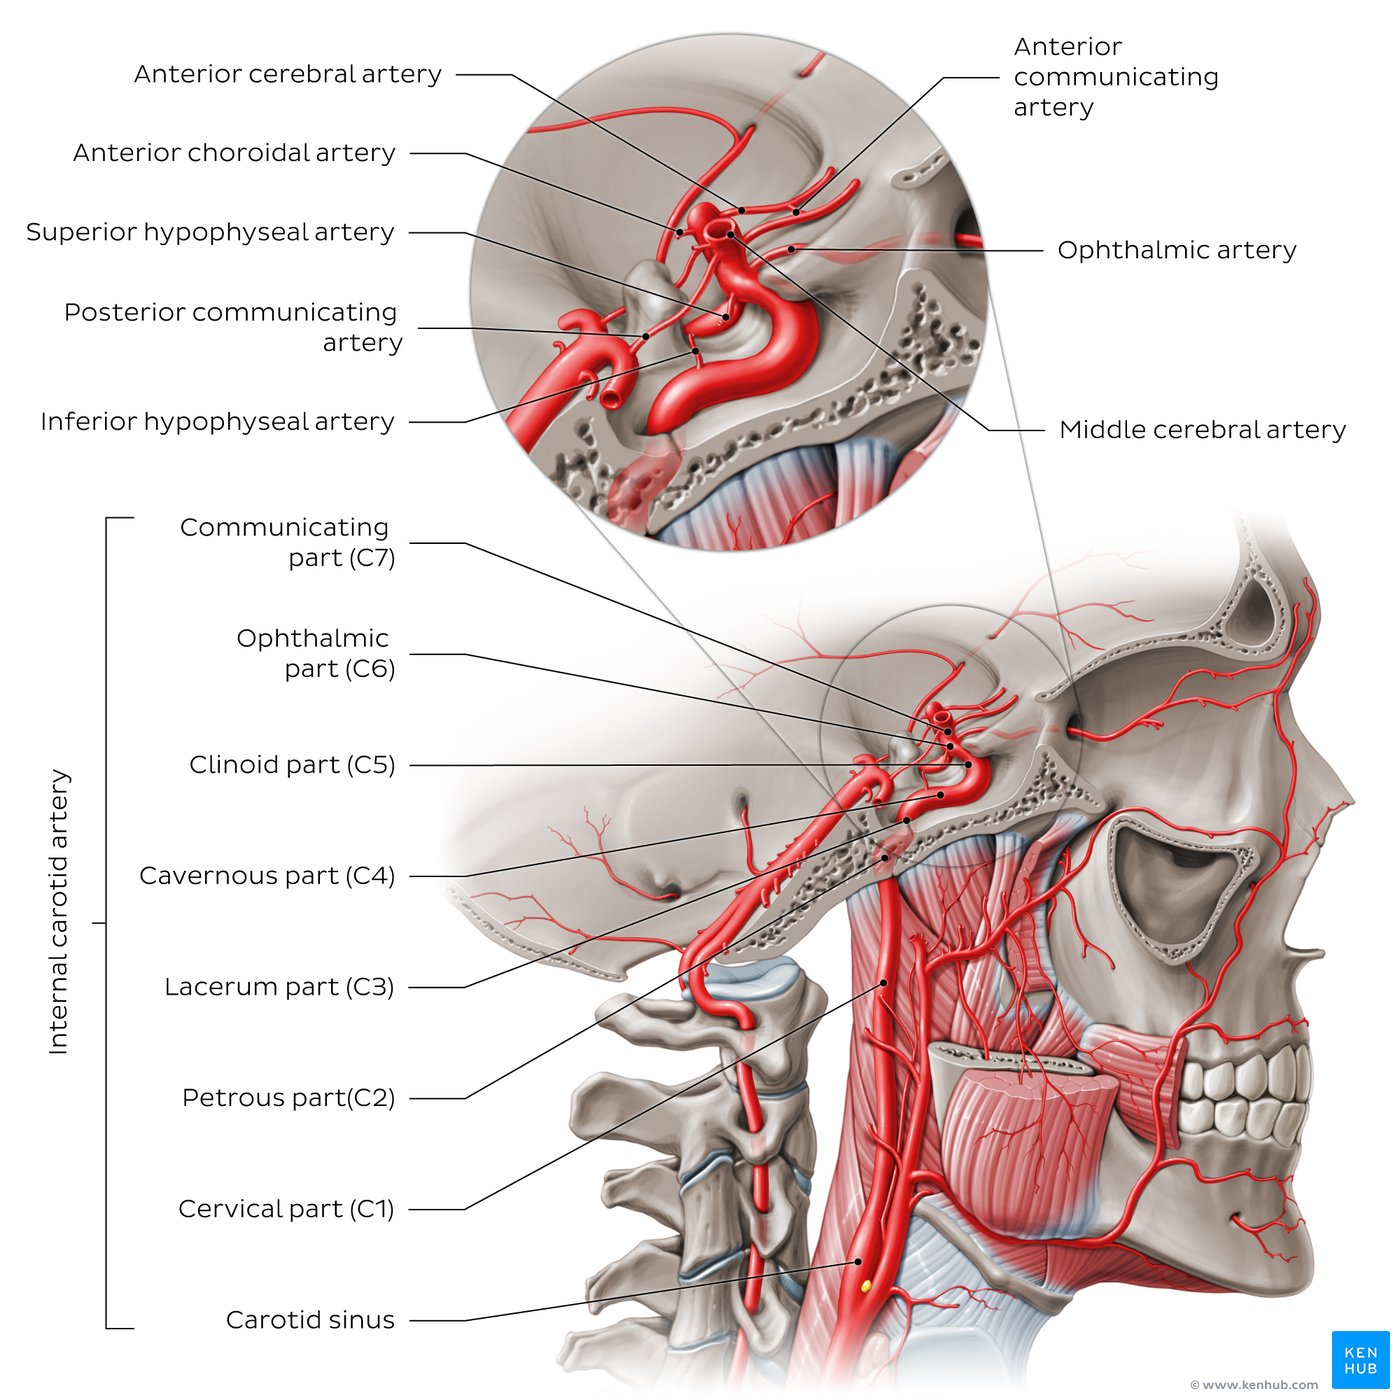 Anterior cerebral artery
Anterior
communicating
artery
Anterior choroidal artery
Superior hypophyseal artery
Ophthalmic artery
Posterior communicating
artery
Inferior hypophyseal artery
Middle cerebral artery
Communicating
part (C7)
Ophthalmic
part (C6)
Clinoid part (C5)
Internal carotid artery
Cavernous part (C4)
Lacerum part (C3)
Petrous part(C2)
Cervical part (C1)
Carotid sinus
KEN
HUB
© www.kenhub.com